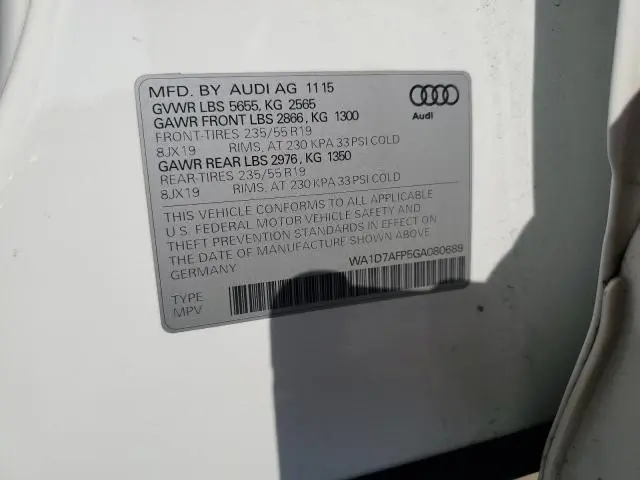 MFD. BY AUDI AG 11 15
GVWR LBS 5655, KG 2565
GAWR FRONT LBS 2866, KG 1300
FRONT-TIRES 235/55 R19
8JX19 RIMS, AT 230 KPA 33 PSI COLD
GAWR REAR LBS 2976, KG 1350
REAR-TIRES 235/55 R19
8JX19 RIMS, AT 230 KPA 33 PSI COLD
Audi
THIS VEHICLE CONFORMS TO ALL APPLICABLE
U.S. FEDERAL MOTOR VEHICLE SAFETY AND
THEFT PREVENTION STANDARDS IN EFFECT ON
THE DATE OF MANUFACTURE SHOWN ABOVE.
GERMANY
WA1D7AFP5GA080689
TYPE
MPV